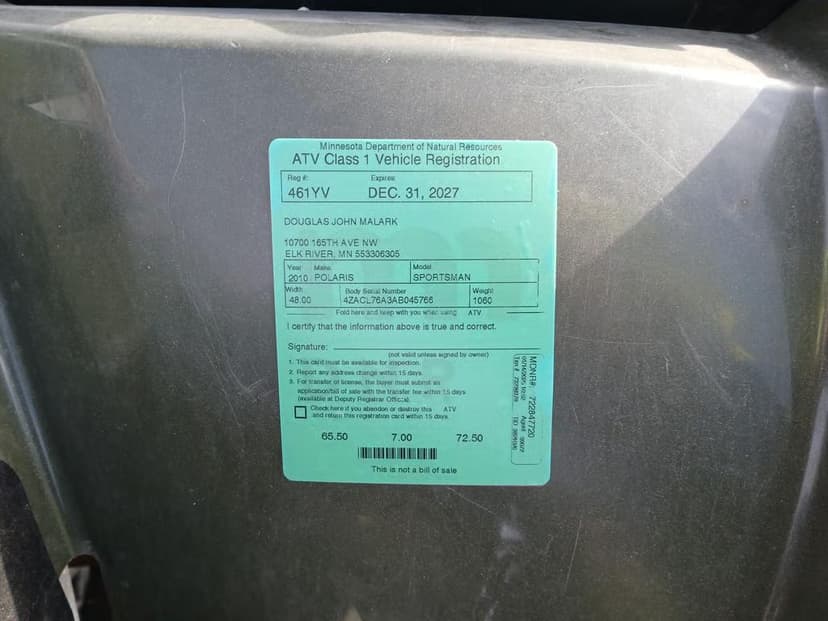 Minnesota Department of Natural Resources
ATV Class 1 Vehicle Registration
Reg #: Expires:
461YV DEC. 31, 2027
DOUGLAS JOHN MALARK
10700 165TH AVE NW
ELK RIVER, MN 553306305
Year Make Model
2010 POLARIS SPORTSMAN
Width Body Serial Number Weight
48.00 4ZACL76A3AB045766 1060
Fold here and keep with you when using ATV
I certify that the information above is true and correct.
Signature:
(not valid unless signed by owner)
1. This card must be available for inspection.
2. Report any address change within 15 days.
3. For transfer of license, the buyer must submit an
application/bill of sale with the transfer fee within 15 days
(available at Deputy Registrar Offices).
Check here if you abandon or destroy this ATV
and return this registration card within 15 days.
65.50 7.00 72.50
This is not a bill of sale
MDNR#: 722847720
Agent